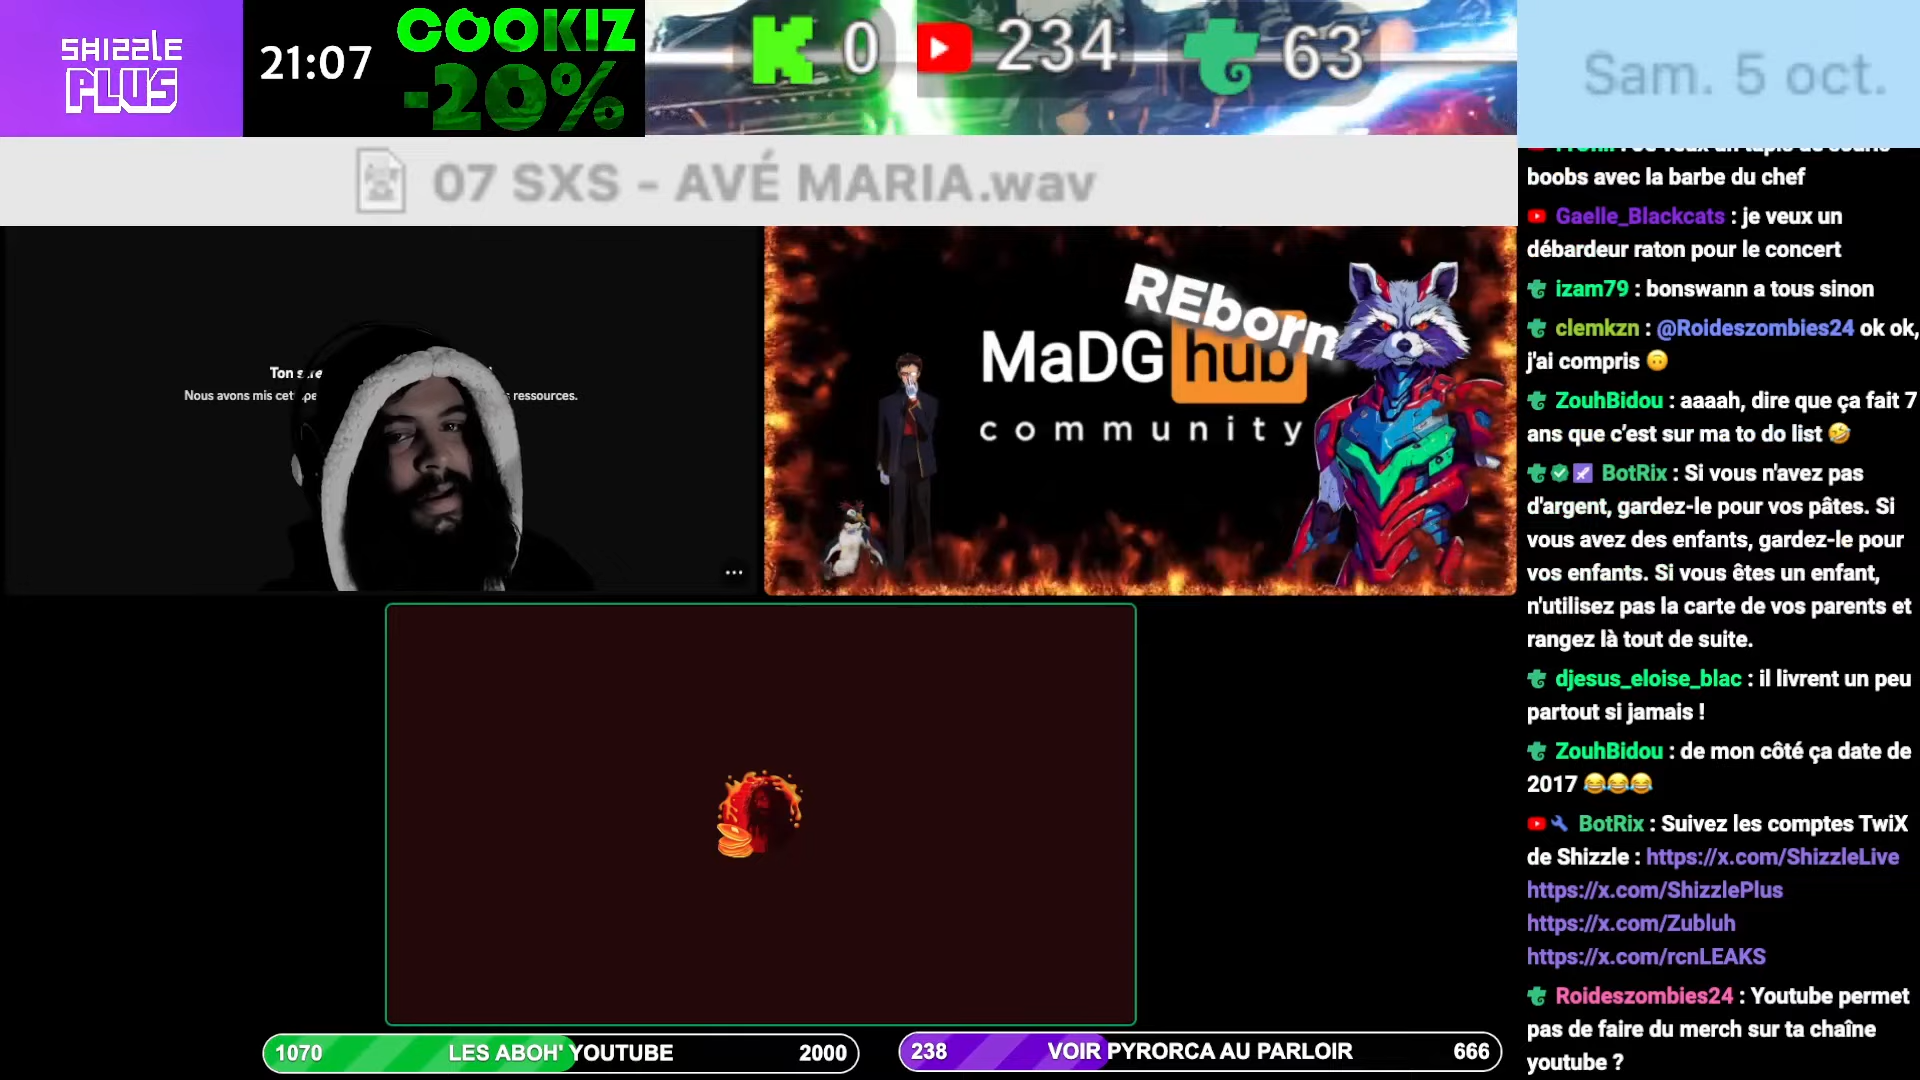 SHIZZLE
PLUS
21:07
COOKIZ
-20%
0
234
63
Sam. 5 oct.
07 SXS - AVÉ MARIA.wav
boobs avec la barbe du chef
Gaelle_Blackcats : je veux un
débardeur raton pour le concert
izam79 : bonswann a tous sinon
clemkzn : @Roideszombies24 ok ok,
j'ai compris 🙃
ZouhBidou : aaaah, dire que ça fait 7
ans que c’est sur ma to do list 🤣
BotRix : Si vous n'avez pas
d'argent, gardez-le pour vos pâtes. Si
vous avez des enfants, gardez-le pour
vos enfants. Si vous êtes un enfant,
n'utilisez pas la carte de vos parents et
rangez là tout de suite.
djesus_eloise_blac : il livrent un peu
partout si jamais !
ZouhBidou : de mon côté ça date de
2017 😂😂😂
BotRix : Suivez les comptes TwiX
de Shizzle : https://x.com/ShizzleLive
https://x.com/ShizzlePlus
https://x.com/Zubluh
https://x.com/rcnLEAKS
Roideszombies24 : Youtube permet
pas de faire du merch sur ta chaîne
youtube ?
Ton
Nous avons mis cet
ressources.
REborn
MaDG hub
community
1070 LES ABOH' YOUTUBE 2000
238 VOIR PYRORCA AU PARLOIR 666